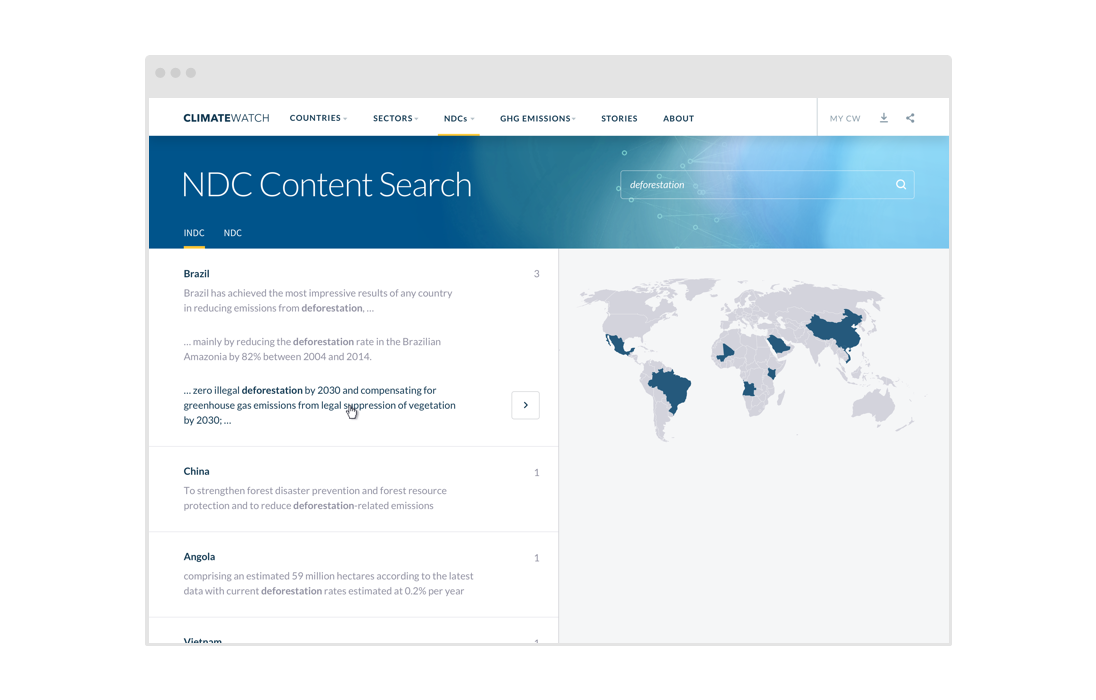 CLIMATEWATCH COUNTRIES SECTORS NDCs GHG EMISSIONS STORIES ABOUT MY CW
NDC Content Search
deforestation
INDC NDC
Brazil 3
Brazil has achieved the most impressive results of any country
in reducing emissions from deforestation, ...
... mainly by reducing the deforestation rate in the Brazilian
Amazonia by 82% between 2004 and 2014.
... zero illegal deforestation by 2030 and compensating for
greenhouse gas emissions from legal suppression of vegetation
by 2030; ...
China 1
To strengthen forest disaster prevention and forest resource
protection and to reduce deforestation-related emissions
Angola 1
comprising an estimated 59 million hectares according to the latest
data with current deforestation rates estimated at 0.2% per year
Vietnam 1